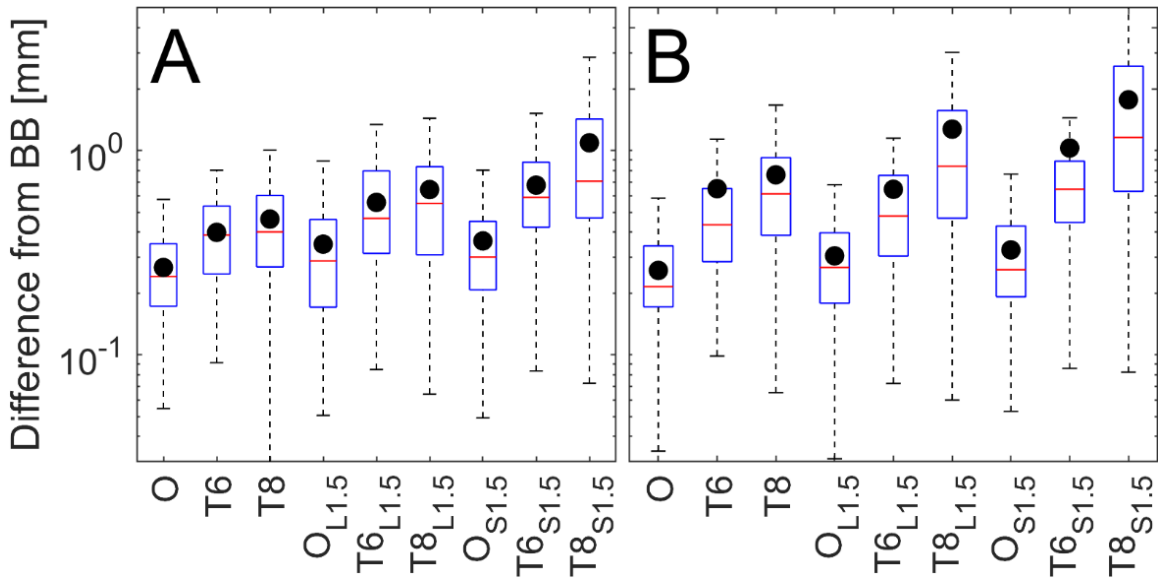 A
B
Difference from BB [mm]
10^0
10^-1
O
T6
T8
O_L1.5
T6_L1.5
T8_L1.5
O_S1.5
T6_S1.5
T8_S1.5
O
T6
T8
O_L1.5
T6_L1.5
T8_L1.5
O_S1.5
T6_S1.5
T8_S1.5